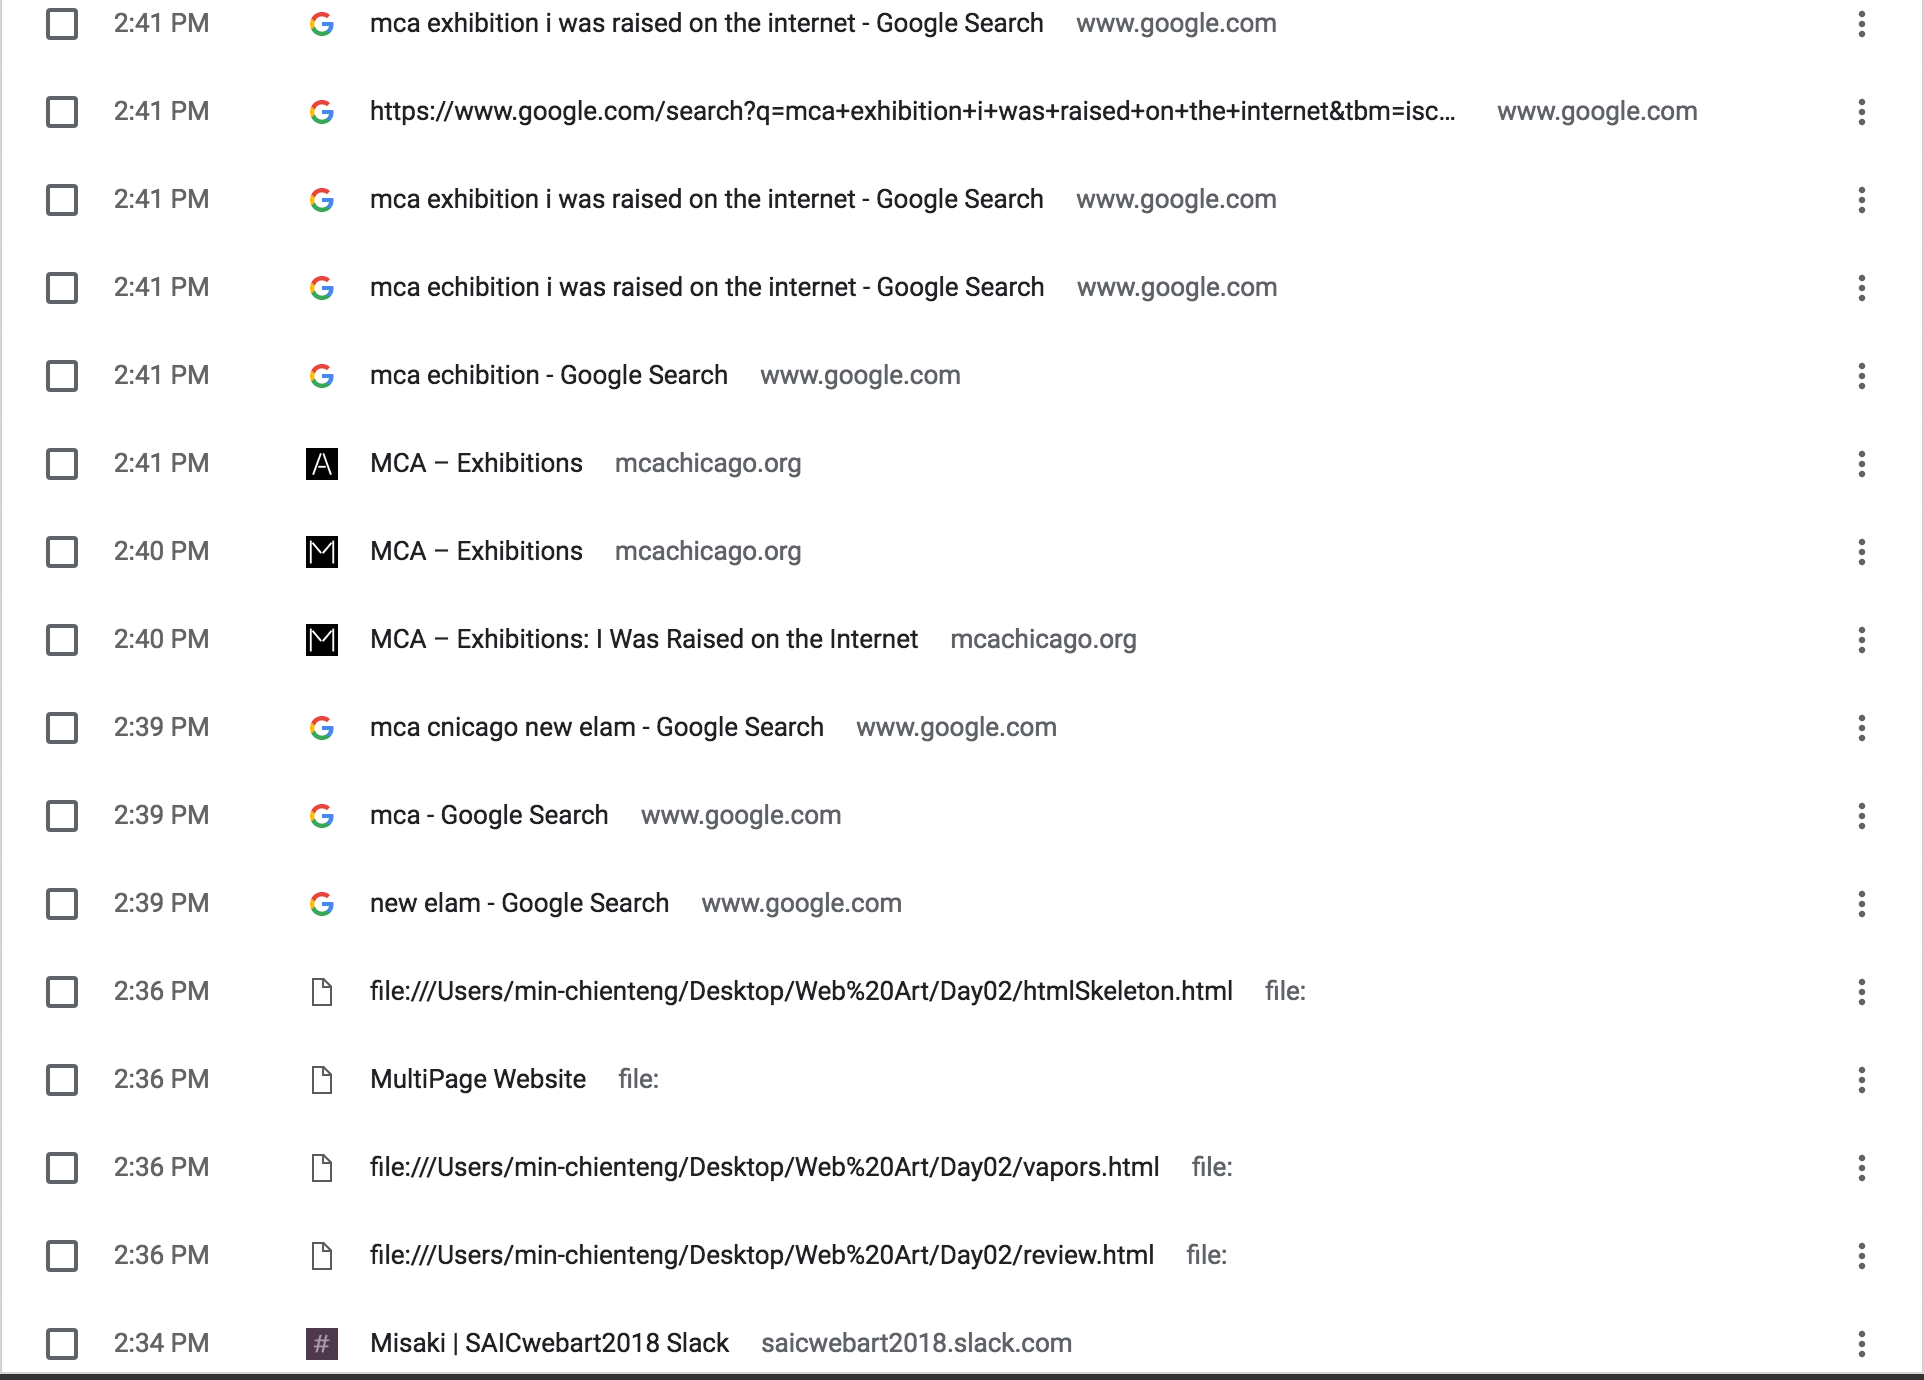 2:41 PM mca exhibition i was raised on the internet - Google Search www.google.com
2:41 PM https://www.google.com/search?q=mca+exhibition+i+was+raised+on+the+internet&tbm=isc... www.google.com
2:41 PM mca exhibition i was raised on the internet - Google Search www.google.com
2:41 PM mca echibition i was raised on the internet - Google Search www.google.com
2:41 PM mca echibition - Google Search www.google.com
2:41 PM A MCA – Exhibitions mcachicago.org
2:40 PM M MCA – Exhibitions mcachicago.org
2:40 PM M MCA – Exhibitions: I Was Raised on the Internet mcachicago.org
2:39 PM mca cnicago new elam - Google Search www.google.com
2:39 PM mca - Google Search www.google.com
2:39 PM new elam - Google Search www.google.com
2:36 PM file:///Users/min-chienteng/Desktop/Web%20Art/Day02/htmlSkeleton.html file:
2:36 PM MultiPage Website file:
2:36 PM file:///Users/min-chienteng/Desktop/Web%20Art/Day02/vapors.html file:
2:36 PM file:///Users/min-chienteng/Desktop/Web%20Art/Day02/review.html file:
2:34 PM # Misaki | SAICwebart2018 Slack saicwebart2018.slack.com